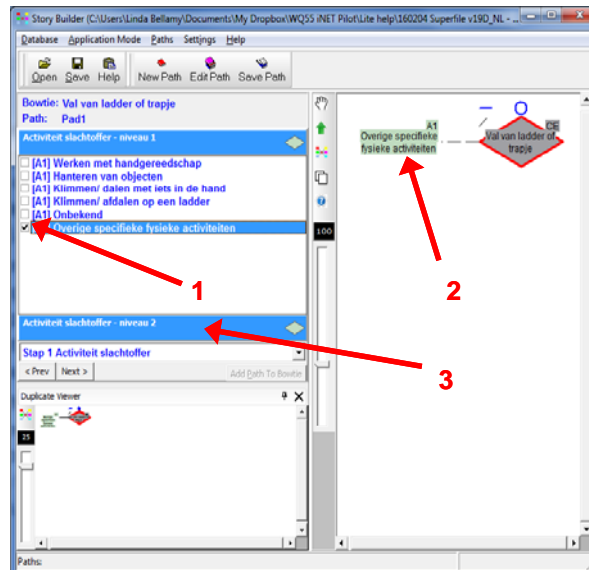 Story Builder (C:\Users\Linda Bellamy\Documents\My Dropbox\WQ55 iNET Pilot\Lite help\160204 Superfile v19D_NL - ...
Database Application Mode Paths Settings Help
Open Save Help New Path Edit Path Save Path
Bowtie: Val van ladder of trapje
Path: Pad1
Activiteit slachtoffer - niveau 1
[A1] Werken met handgereedschap
[A1] Hanteren van objecten
[A1] Klimmen/ dalen met iets in de hand
[A1] Klimmen/ afdalen op een ladder
[A1] Onbekend
Overige specifieke fysieke activiteiten
1
Activiteit slachtoffer - niveau 2
Stap 1 Activiteit slachtoffer
< Prev Next > Add Path To Bowtie
Duplicate Viewer
25
Paths:
100
A1
Overige specifieke
fysieke activiteiten
CE
Val van ladder of
trapje
2
3